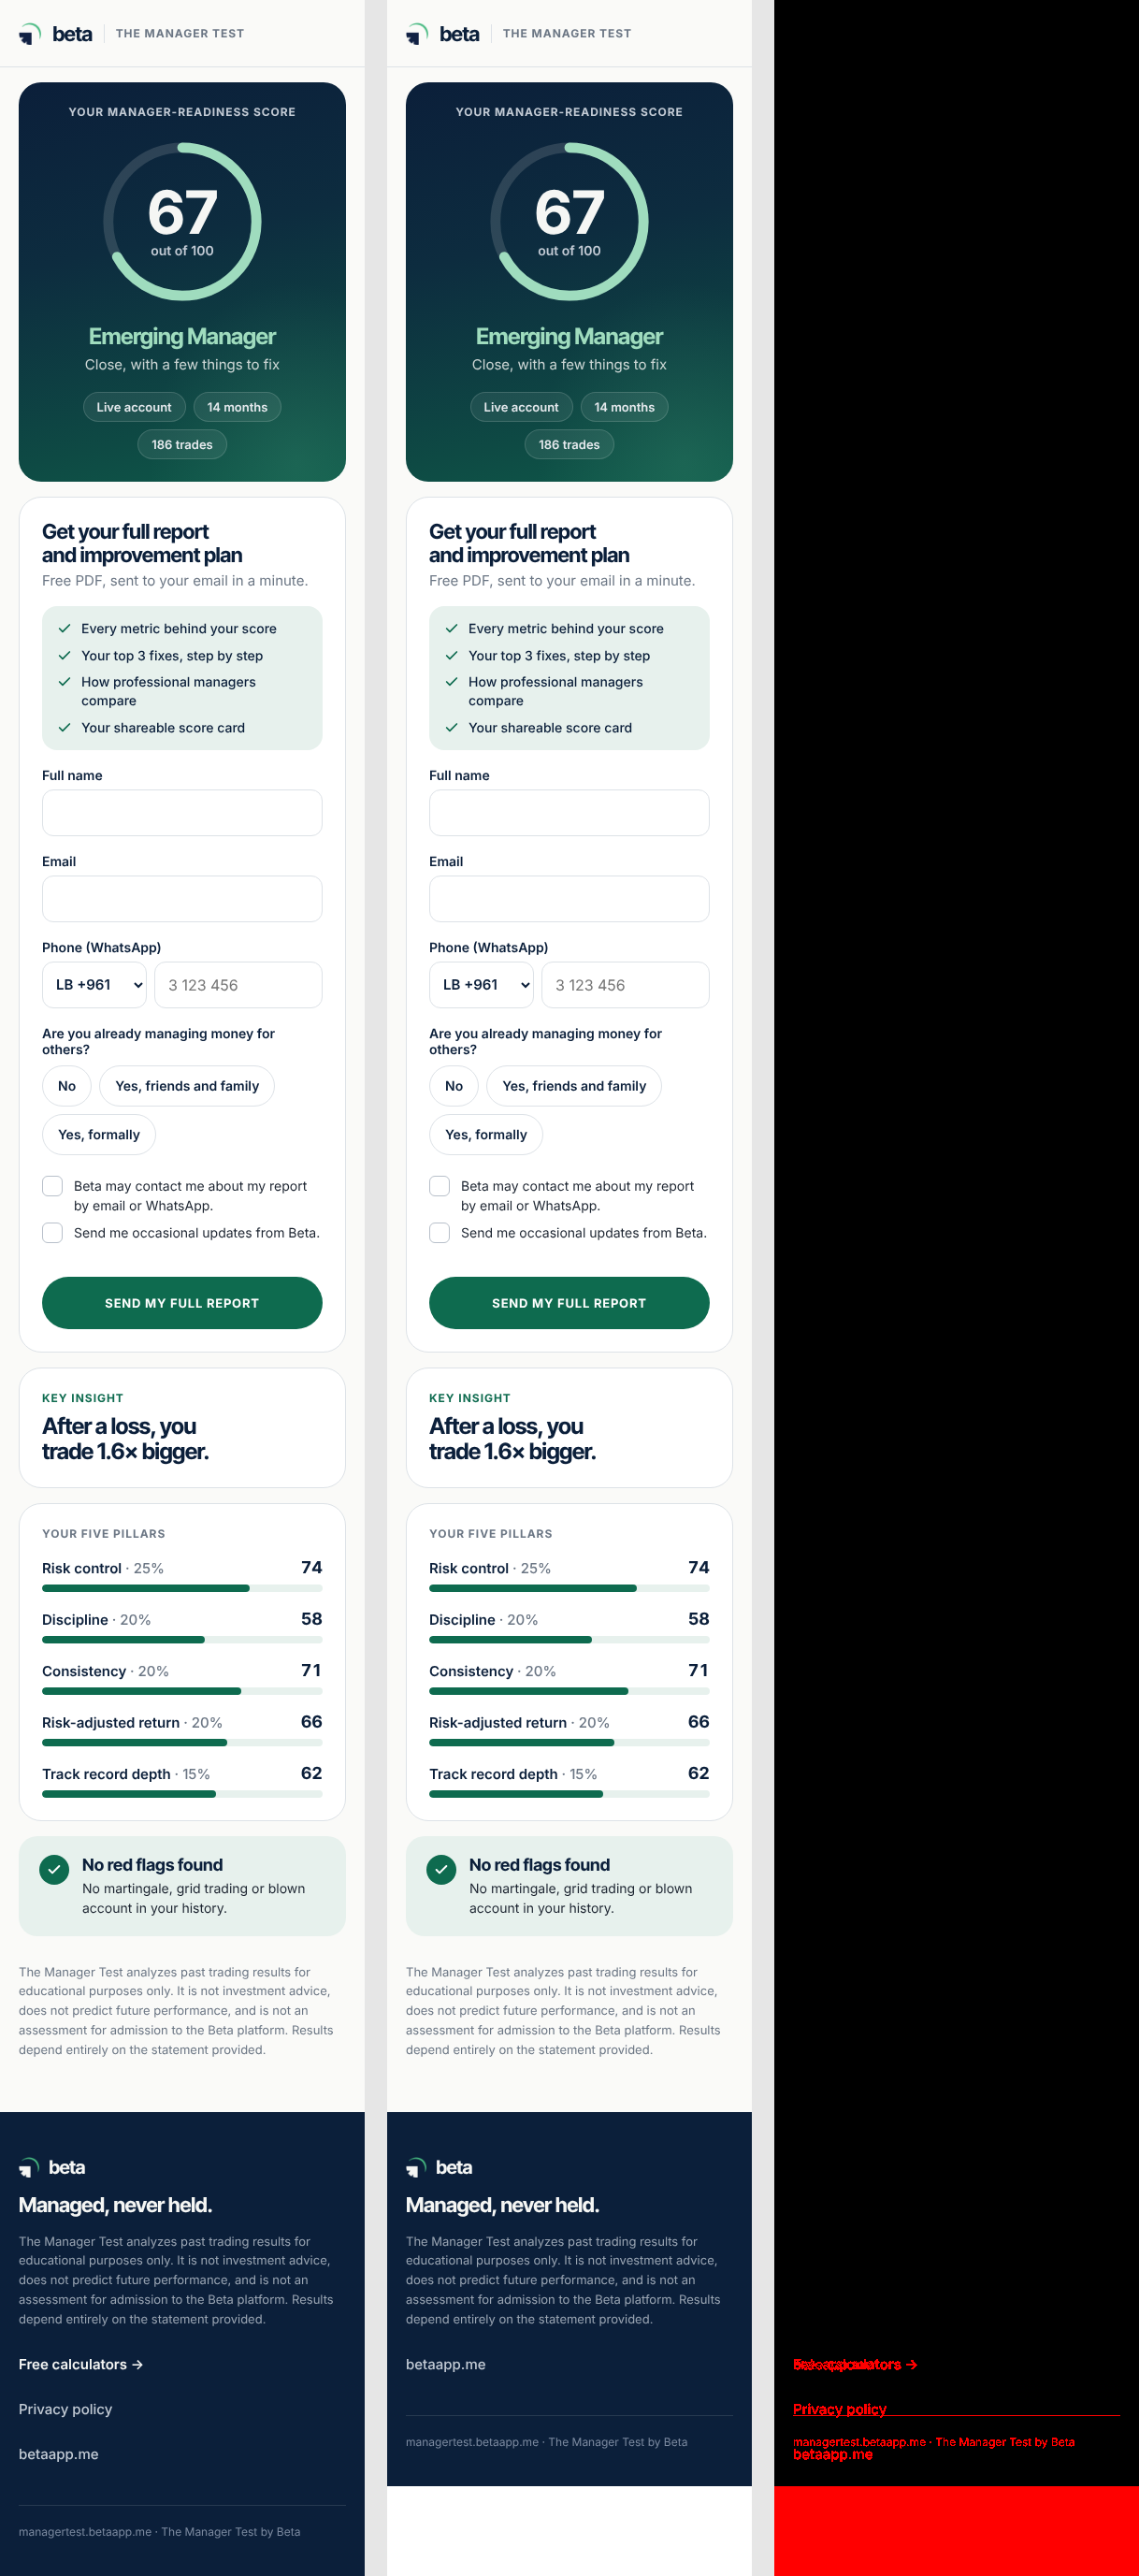 beta
THE MANAGER TEST
YOUR MANAGER-READINESS SCORE
67
out of 100
Emerging Manager
Close, with a few things to fix
Live account
14 months
186 trades
Get your full report
and improvement plan
Free PDF, sent to your email in a minute.
Every metric behind your score
Your top 3 fixes, step by step
How professional managers
compare
Your shareable score card
Full name
Email
Phone (WhatsApp)
LB +961
3 123 456
Are you already managing money for
others?
No
Yes, friends and family
Yes, formally
Beta may contact me about my report
by email or WhatsApp.
Send me occasional updates from Beta.
SEND MY FULL REPORT
KEY INSIGHT
After a loss, you
trade 1.6× bigger.
YOUR FIVE PILLARS
Risk control · 25% 74
Discipline · 20% 58
Consistency · 20% 71
Risk-adjusted return · 20% 66
Track record depth · 15% 62
No red flags found
No martingale, grid trading or blown
account in your history.
The Manager Test analyzes past trading results for
educational purposes only. It is not investment advice,
does not predict future performance, and is not an
assessment for admission to the Beta platform. Results
depend entirely on the statement provided.
beta
Managed, never held.
The Manager Test analyzes past trading results for
educational purposes only. It is not investment advice,
does not predict future performance, and is not an
assessment for admission to the Beta platform. Results
depend entirely on the statement provided.
Free calculators →
Privacy policy
betaapp.me
managertest.betaapp.me · The Manager Test by Beta
beta
THE MANAGER TEST
YOUR MANAGER-READINESS SCORE
67
out of 100
Emerging Manager
Close, with a few things to fix
Live account
14 months
186 trades
Get your full report
and improvement plan
Free PDF, sent to your email in a minute.
Every metric behind your score
Your top 3 fixes, step by step
How professional managers
compare
Your shareable score card
Full name
Email
Phone (WhatsApp)
LB +961
3 123 456
Are you already managing money for
others?
No
Yes, friends and family
Yes, formally
Beta may contact me about my report
by email or WhatsApp.
Send me occasional updates from Beta.
SEND MY FULL REPORT
KEY INSIGHT
After a loss, you
trade 1.6× bigger.
YOUR FIVE PILLARS
Risk control · 25% 74
Discipline · 20% 58
Consistency · 20% 71
Risk-adjusted return · 20% 66
Track record depth · 15% 62
No red flags found
No martingale, grid trading or blown
account in your history.
The Manager Test analyzes past trading results for
educational purposes only. It is not investment advice,
does not predict future performance, and is not an
assessment for admission to the Beta platform. Results
depend entirely on the statement provided.
beta
Managed, never held.
The Manager Test analyzes past trading results for
educational purposes only. It is not investment advice,
does not predict future performance, and is not an
assessment for admission to the Beta platform. Results
depend entirely on the statement provided.
betaapp.me
managertest.betaapp.me · The Manager Test by Beta
Privacy policy
managertest.betaapp.me · The Manager Test by Beta
betaapp.me